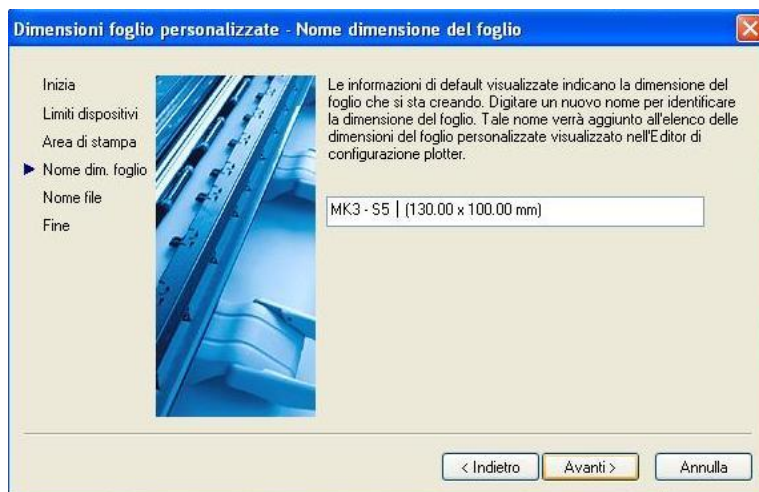 Dimensioni foglio personalizzate - Nome dimensione del foglio
Inizia
Limiti dispositivi
Area di stampa
Nome dim. foglio
Nome file
Fine
Le informazioni di default visualizzate indicano la dimensione del
foglio che si sta creando. Digitare un nuovo nome per identificare
la dimensione del foglio. Tale nome verrà aggiunto all'elenco delle
dimensioni del foglio personalizzate visualizzato nell'Editor di
configurazione plotter.
MK3 - S5 | (130.00 x 100.00 mm)
< Indietro
Avanti >
Annulla